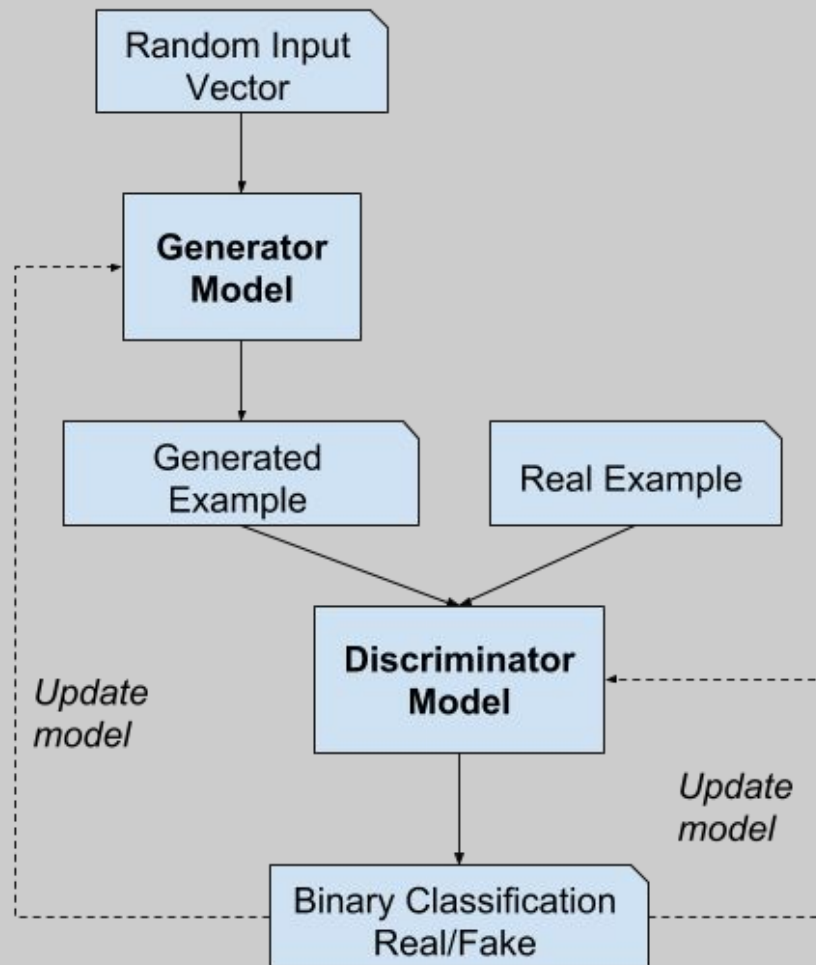 Random Input
Vector
Generator
Model
Generated
Example
Real Example
Discriminator
Model
Update
model
Update
model
Binary Classification
Real/Fake